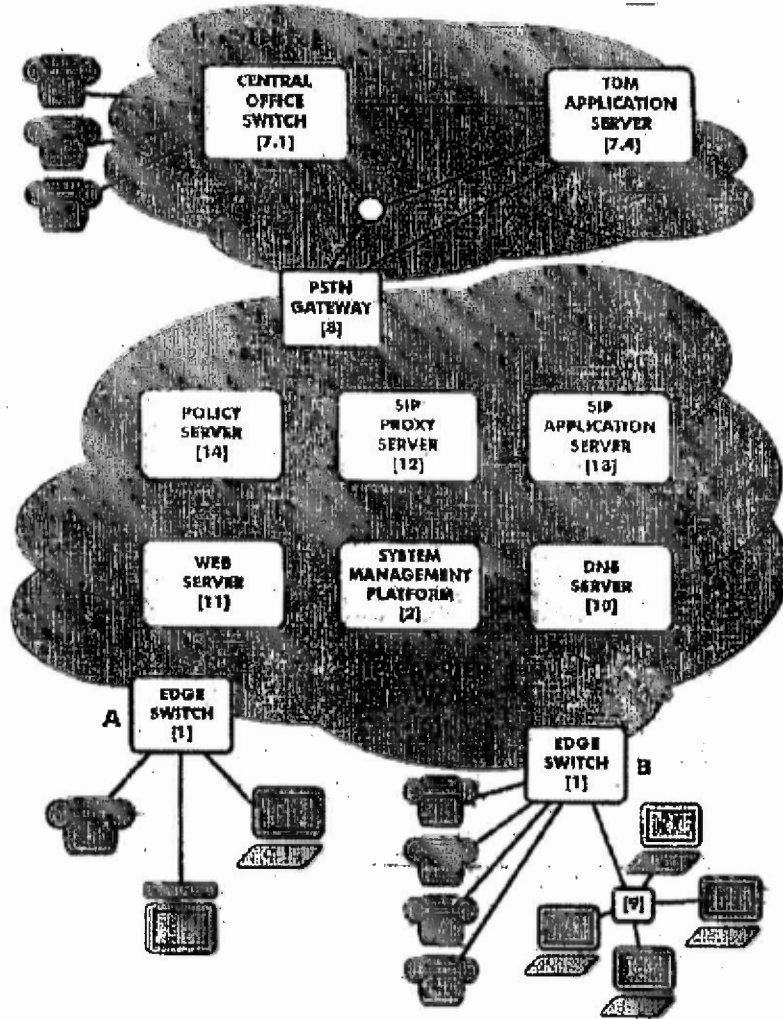 CENTRAL
OFFICE
SWITCH
[7.1]
TDM
APPLICATION
SERVER
[7.4]
PSTN
GATEWAY
[8]
POLICY
SERVER
[14]
SIP
PROXY
SERVER
[12]
SIP
APPLICATION
SERVER
[13]
WEB
SERVER
[11]
SYSTEM
MANAGEMENT
PLATFORM
[2]
DNS
SERVER
[10]
A
EDGE
SWITCH
[1]
EDGE
SWITCH
[1]
B
[9]